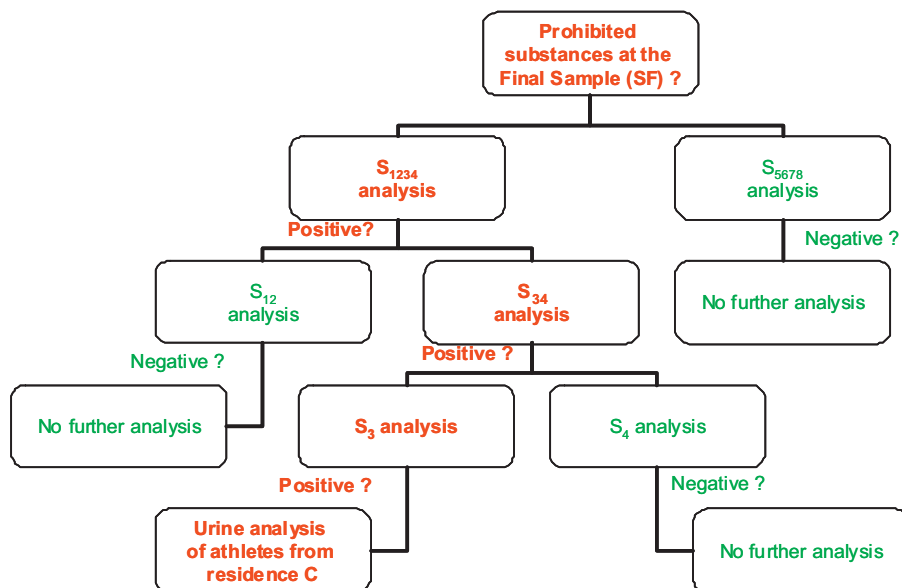 Prohibited
substances at the
Final Sample (SF) ?
S1234
analysis
S5678
analysis
Positive?
Negative ?
S12
analysis
S34
analysis
No further analysis
Negative ?
Positive ?
No further analysis
S3 analysis
S4 analysis
Positive ?
Negative ?
Urine analysis
of athletes from
residence C
No further analysis